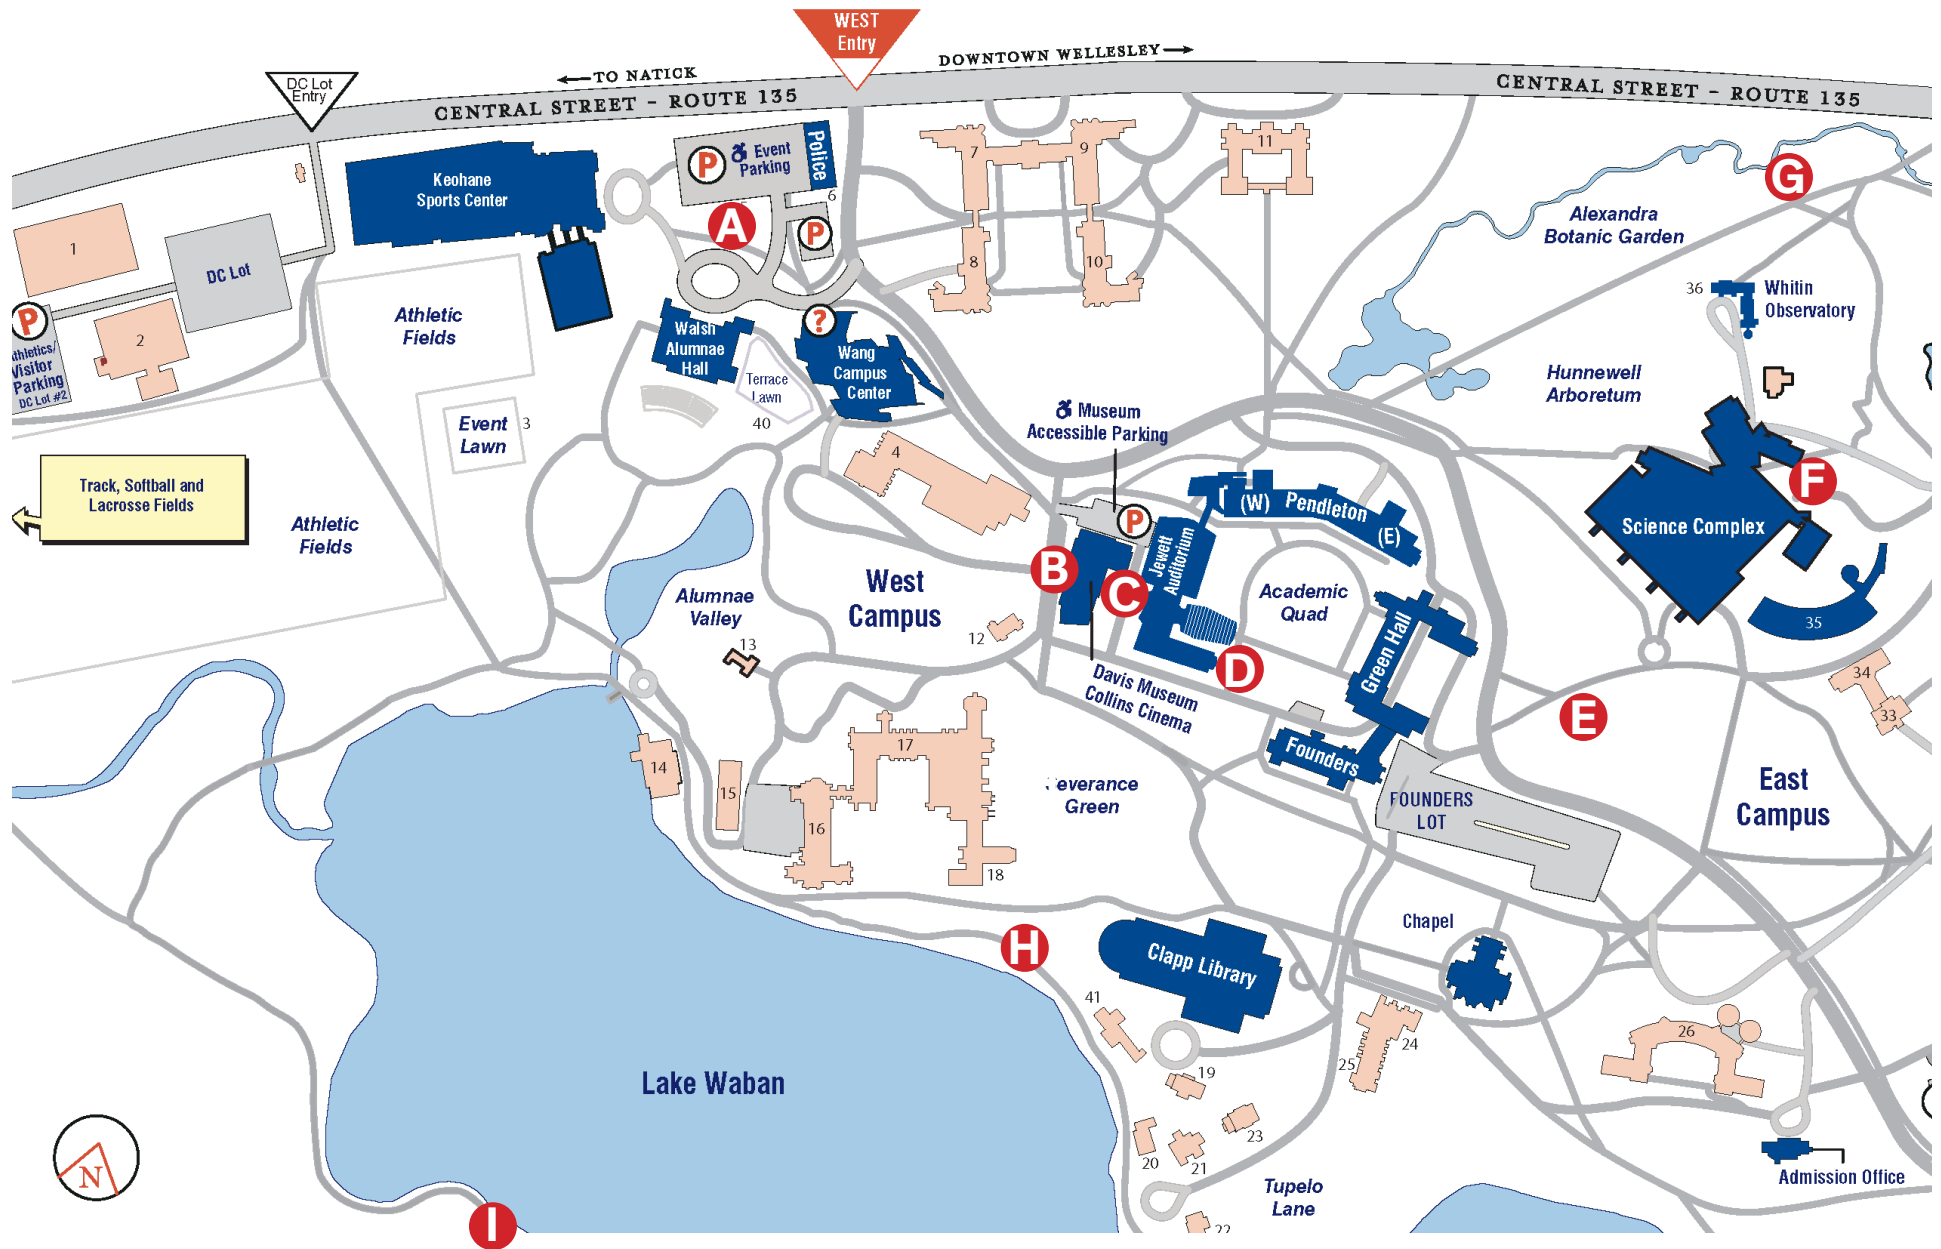 WEST
Entry
DOWNTOWN WELLESLEY
TO NATICK
DC Lot
Entry
CENTRAL STREET - ROUTE 135
CENTRAL STREET - ROUTE 135
Police
P
Event
Parking
7
9
11
G
Keohane
Sports Center
6
A
P
Alexandra
Botanic Garden
1
DC Lot
8
10
36
Whitin
Observatory
P
Athletic
Fields
?
2
Walsh
Alumnae
Hall
Wang
Campus
Center
Visitor
Parking
DC Lot #2
Terrace
Lawn
Hunnewell
Arboretum
Event
Lawn
3
40
Museum
Accessible Parking
4
Track, Softball and
Lacrosse Fields
F
(W)
Pendleton
(E)
P
Science Complex
Athletic
Fields
Jewett
Auditorium
B
C
West
Campus
Academic
Quad
Alumnae
Valley
12
13
35
Green Hall
D
34
33
Davis Museum
Collins Cinema
E
17
14
Founders
15
16
everance
Green
FOUNDERS
LOT
East
Campus
18
Chapel
H
Clapp Library
41
26
24
25
19
Lake Waban
23
20
21
N
Admission Office
Tupelo
Lane
I
22